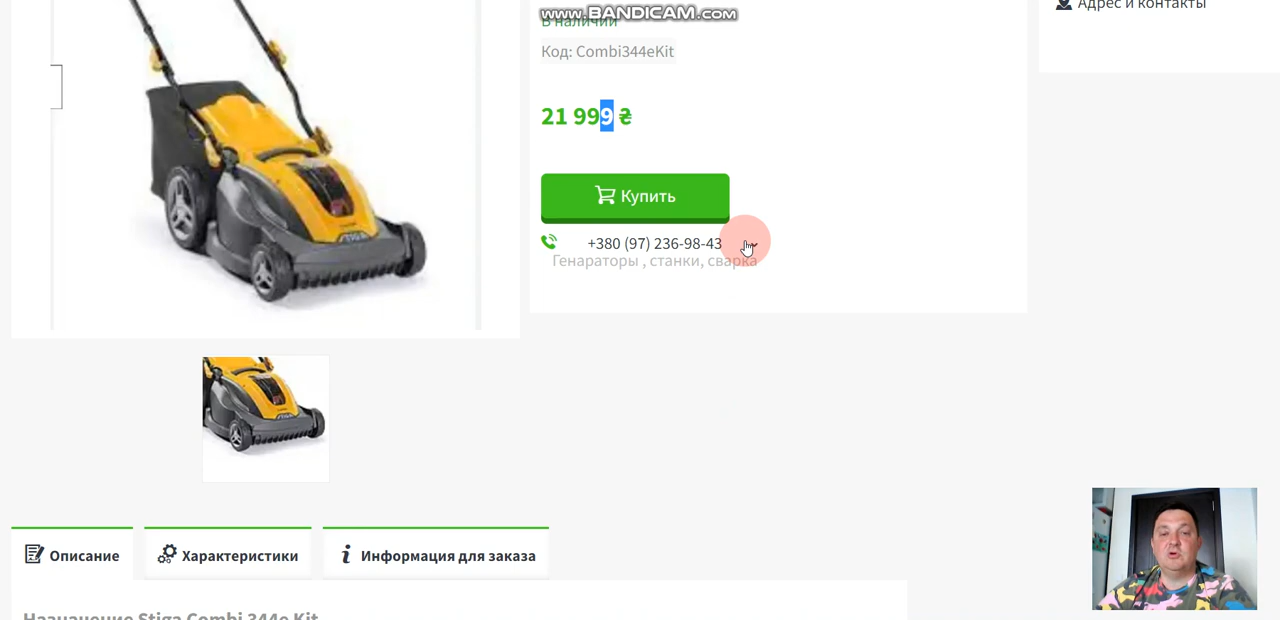 www.BANDICAM.com
Адрес и контакты
В наличии
Код: Combi344eKit
21 999 ₴
Купить
+380 (97) 236-98-43
Генараторы , станки, сварка
STIGA
Описание
Характеристики
Информация для заказа
Назначение Stiga Combi 344e Kit